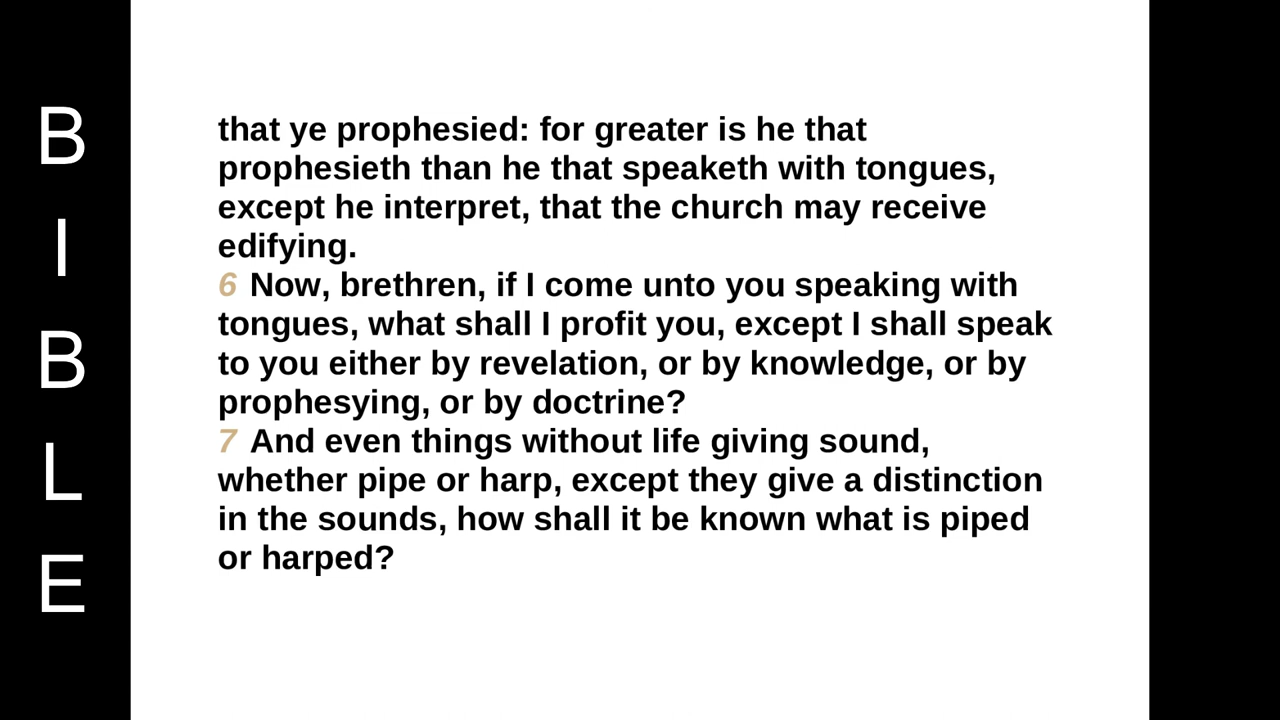 B
I
B
L
E
that ye prophesied: for greater is he that
prophesieth than he that speaketh with tongues,
except he interpret, that the church may receive
edifying.
6 Now, brethren, if I come unto you speaking with
tongues, what shall I profit you, except I shall speak
to you either by revelation, or by knowledge, or by
prophesying, or by doctrine?
7 And even things without life giving sound,
whether pipe or harp, except they give a distinction
in the sounds, how shall it be known what is piped
or harped?